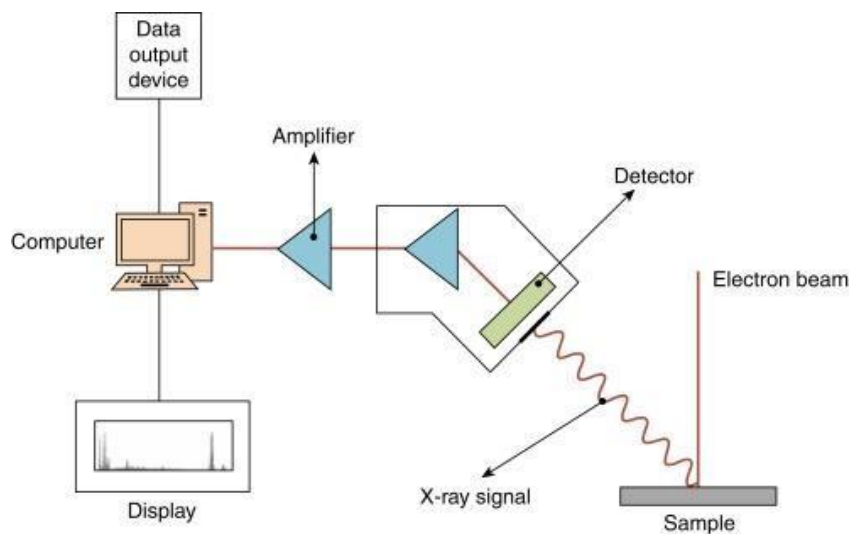 Data
output
device
Amplifier
Detector
Computer
Electron beam
X-ray signal
Display
Sample